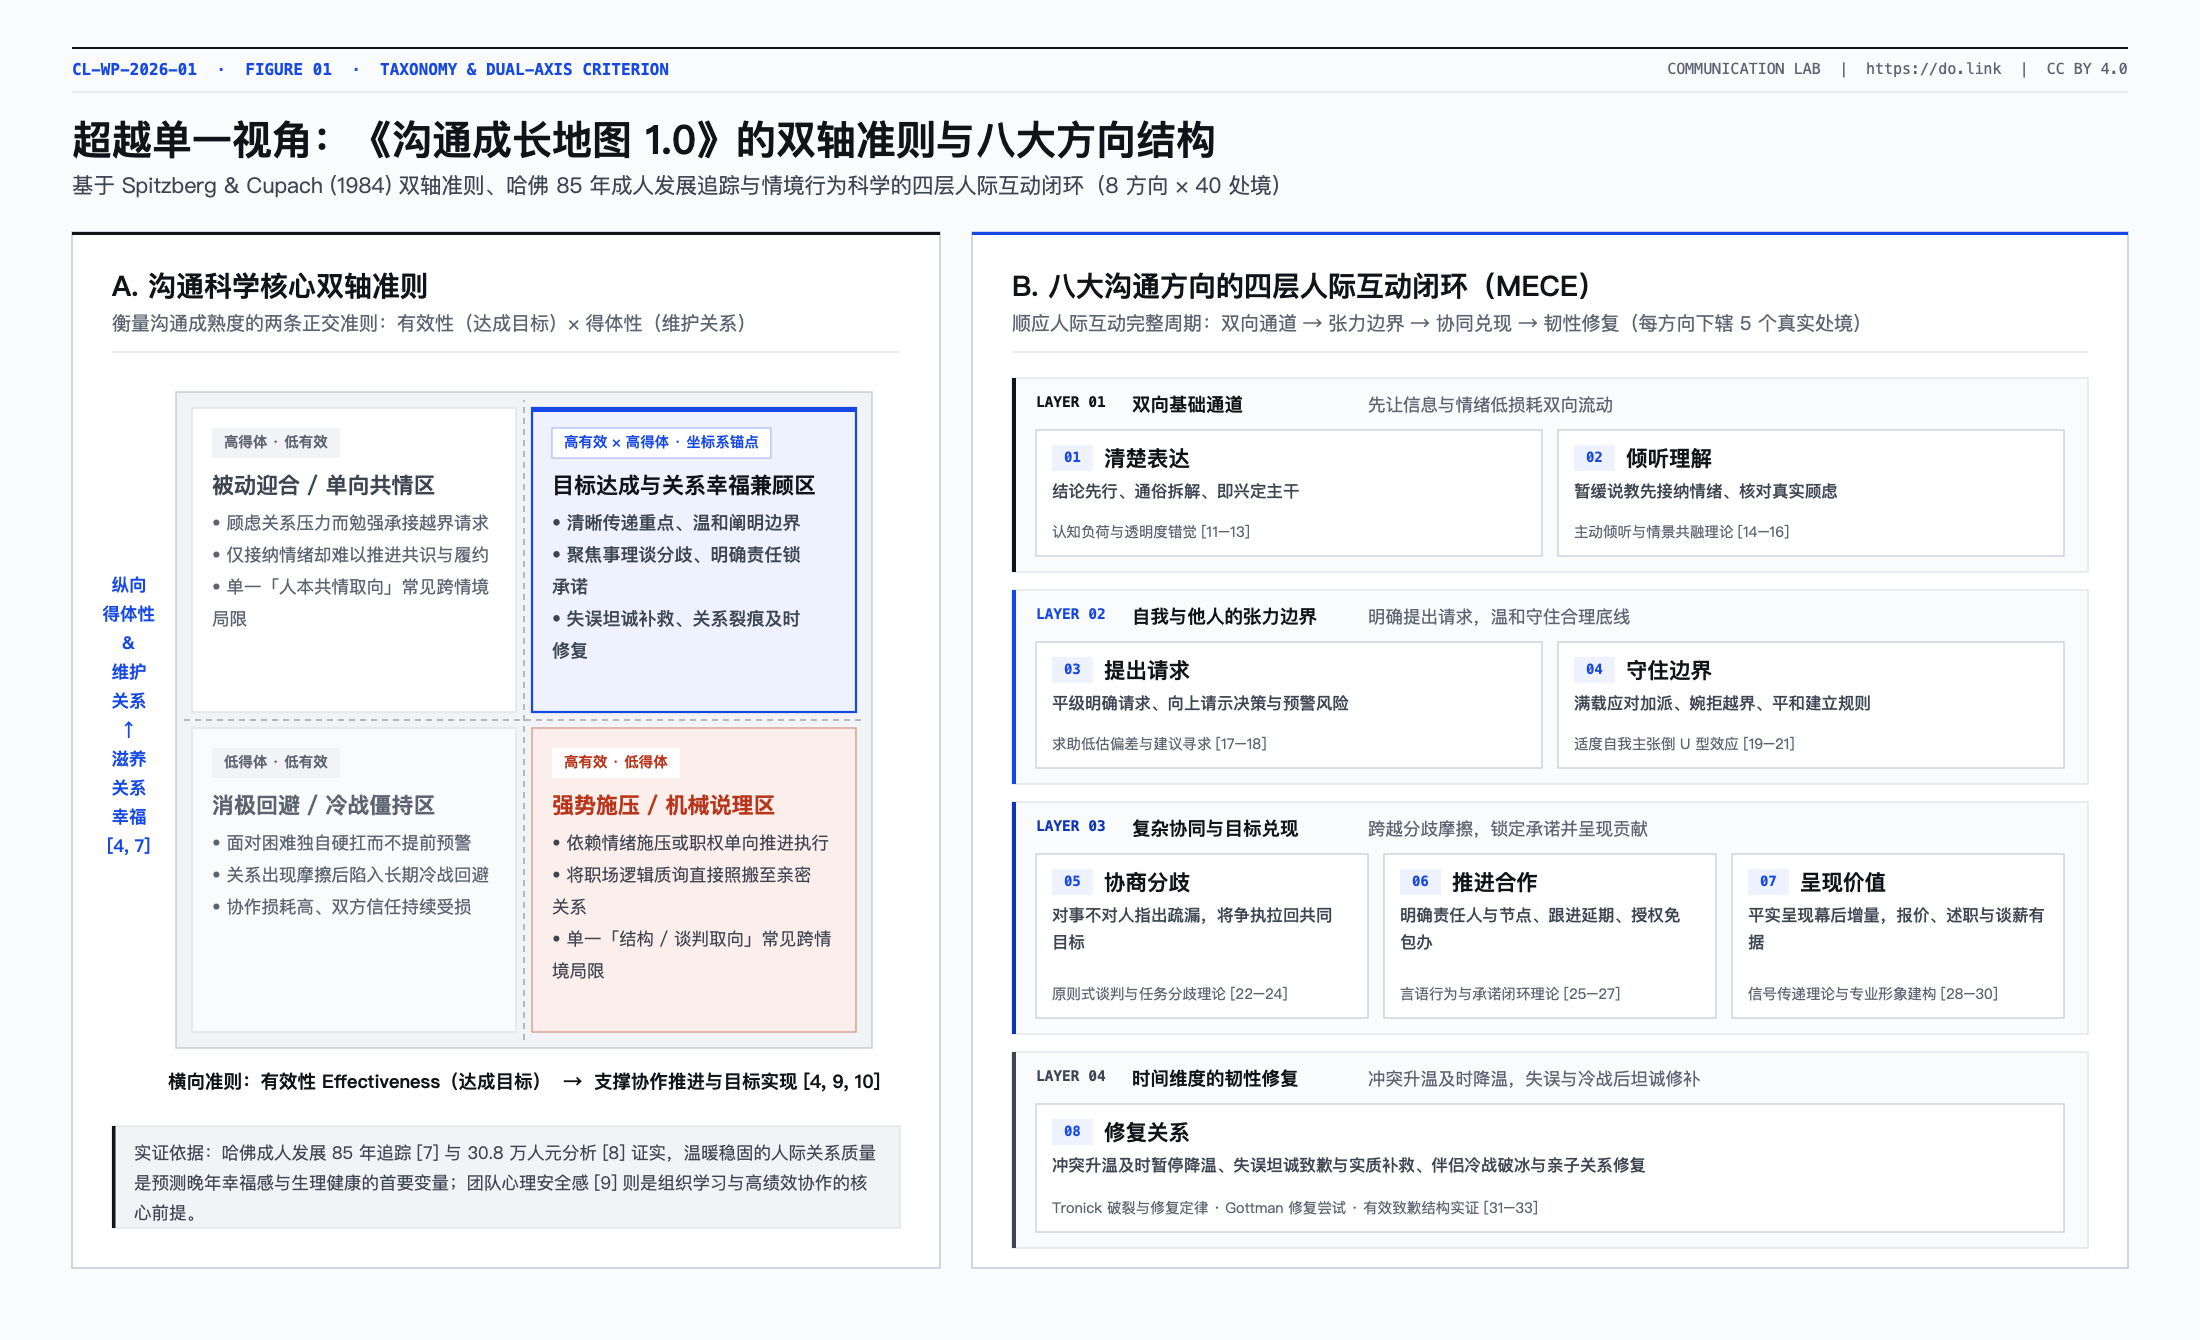 CL-WP-2026-01 · FIGURE 01 · TAXONOMY & DUAL-AXIS CRITERION
COMMUNICATION LAB | https://do.link | CC BY 4.0
超越单一视角：《沟通成长地图 1.0》的双轴准则与八大方向结构
基于 Spitzberg & Cupach (1984) 双轴准则、哈佛 85 年成人发展追踪与情境行为科学的四层人际互动闭环（8 方向 × 40 处境）
A. 沟通科学核心双轴准则
衡量沟通成熟度的两条正交准则：有效性（达成目标）× 得体性（维护关系）
纵向
得体性
&
维护
关系
↑
滋养
关系
幸福
[4, 7]
高得体 · 低有效
被动迎合 / 单向共情区
• 顾虑关系压力而勉强承接越界请求
• 仅接纳情绪却难以推进共识与履约
• 单一「人本共情取向」常见跨情境
局限
高有效 × 高得体 · 坐标系锚点
目标达成与关系幸福兼顾区
• 清晰传递重点、温和阐明边界
• 聚焦事理谈分歧、明确责任锁
承诺
• 失误坦诚补救、关系裂痕及时
修复
低得体 · 低有效
消极回避 / 冷战僵持区
• 面对困难独自硬扛而不提前预警
• 关系出现摩擦后陷入长期冷战回避
• 协作损耗高、双方信任持续受损
高有效 · 低得体
强势施压 / 机械说理区
• 依赖情绪施压或职权单向推进执行
• 将职场逻辑质询直接照搬至亲密
关系
• 单一「结构 / 谈判取向」常见跨情
境局限
横向准则：有效性 Effectiveness（达成目标） → 支撑协作推进与目标实现 [4, 9, 10]
实证依据：哈佛成人发展 85 年追踪 [7] 与 30.8 万人元分析 [8] 证实，温暖稳固的人际关系质量
是预测晚年幸福感与生理健康的首要变量；团队心理安全感 [9] 则是组织学习与高绩效协作的核
心前提。
B. 八大沟通方向的四层人际互动闭环（MECE）
顺应人际互动完整周期：双向通道 → 张力边界 → 协同兑现 → 韧性修复（每方向下辖 5 个真实处境）
LAYER 01 双向基础通道 先让信息与情绪低损耗双向流动
01 清楚表达
结论先行、通俗拆解、即兴定主干
认知负荷与透明度错觉 [11—13]
02 倾听理解
暂缓说教先接纳情绪、核对真实顾虑
主动倾听与情景共融理论 [14—16]
LAYER 02 自我与他人的张力边界 明确提出请求，温和守住合理底线
03 提出请求
平级明确请求、向上请示决策与预警风险
求助低估偏差与建议寻求 [17—18]
04 守住边界
满载应对加派、婉拒越界、平和建立规则
适度自我主张倒 U 型效应 [19—21]
LAYER 03 复杂协同与目标兑现 跨越分歧摩擦，锁定承诺并呈现贡献
05 协商分歧
对事不对人指出疏漏，将争执拉回共同
目标
原则式谈判与任务分歧理论 [22—24]
06 推进合作
明确责任人与节点、跟进延期、授权免
包办
言语行为与承诺闭环理论 [25—27]
07 呈现价值
平实呈现幕后增量，报价、述职与谈薪有
据
信号传递理论与专业形象建构 [28—30]
LAYER 04 时间维度的韧性修复 冲突升温及时降温，失误与冷战后坦诚修补
08 修复关系
冲突升温及时暂停降温、失误坦诚致歉与实质补救、伴侣冷战破冰与亲子关系修复
Tronick 破裂与修复定律 · Gottman 修复尝试 · 有效致歉结构实证 [31—33]